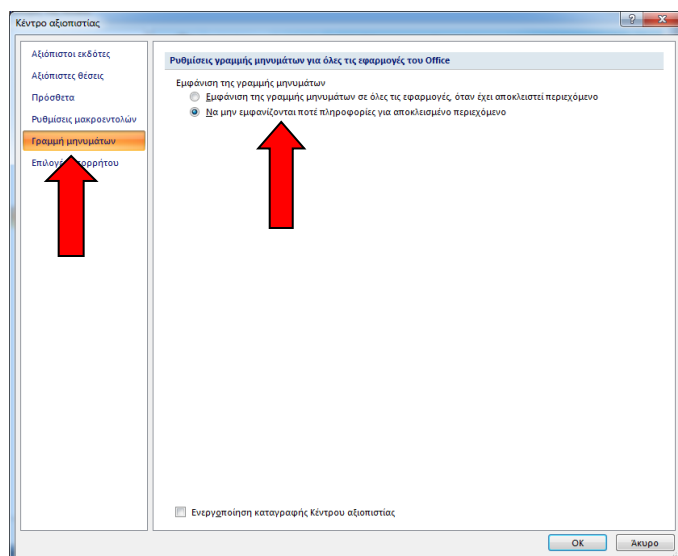 Κέντρο αξιοπιστίας
Αξιόπιστοι εκδότες
Αξιόπιστες θέσεις
Πρόσθετα
Ρυθμίσεις μακροεντολών
Γραμμή μηνυμάτων
Ρυθμίσεις γραμμής μηνυμάτων για όλες τις εφαρμογές του Office
Εμφάνιση της γραμμής μηνυμάτων
Εμφάνιση της γραμμής μηνυμάτων σε όλες τις εφαρμογές, όταν έχει αποκλειστεί περιεχόμενο
Να μην εμφανίζονται ποτέ πληροφορίες για αποκλεισμένο περιεχόμενο
Ενεργοποίηση καταγραφής Κέντρου αξιοπιστίας
OK
Άκυρο